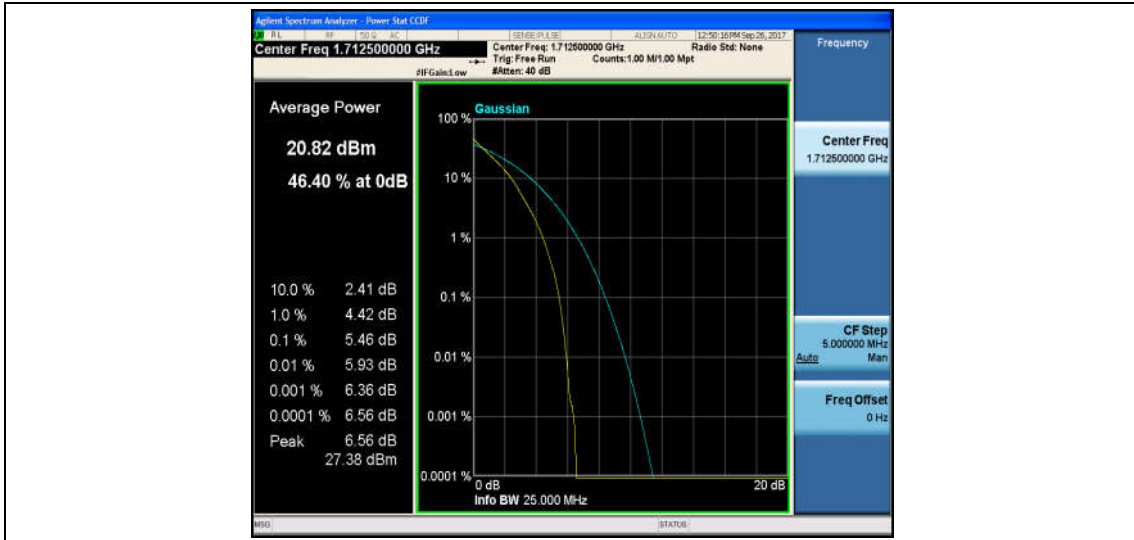 Agilent Spectrum Analyzer - Power Stat CCDF
RL RF 50 Ω AC SENSE:PULSE ALIGN AUTO 12:50:16 PM Sep 26, 2017
Center Freq 1.712500000 GHz
Center Freq: 1.712500000 GHz Radio Std: None
Trig: Free Run Counts:1.00 M/1.00 Mpt
#IFGain:Low #Atten: 40 dB
Frequency
Average Power
20.82 dBm
46.40 % at 0dB
10.0 % 2.41 dB
1.0 % 4.42 dB
0.1 % 5.46 dB
0.01 % 5.93 dB
0.001 % 6.36 dB
0.0001 % 6.56 dB
Peak 6.56 dB
27.38 dBm
Gaussian
100 %
10 %
1 %
0.1 %
0.01 %
0.001 %
0.0001 %
0 dB 20 dB
Info BW 25.000 MHz
Center Freq
1.712500000 GHz
CF Step
5.000000 MHz
Auto Man
Freq Offset
0 Hz
MSG STATUS